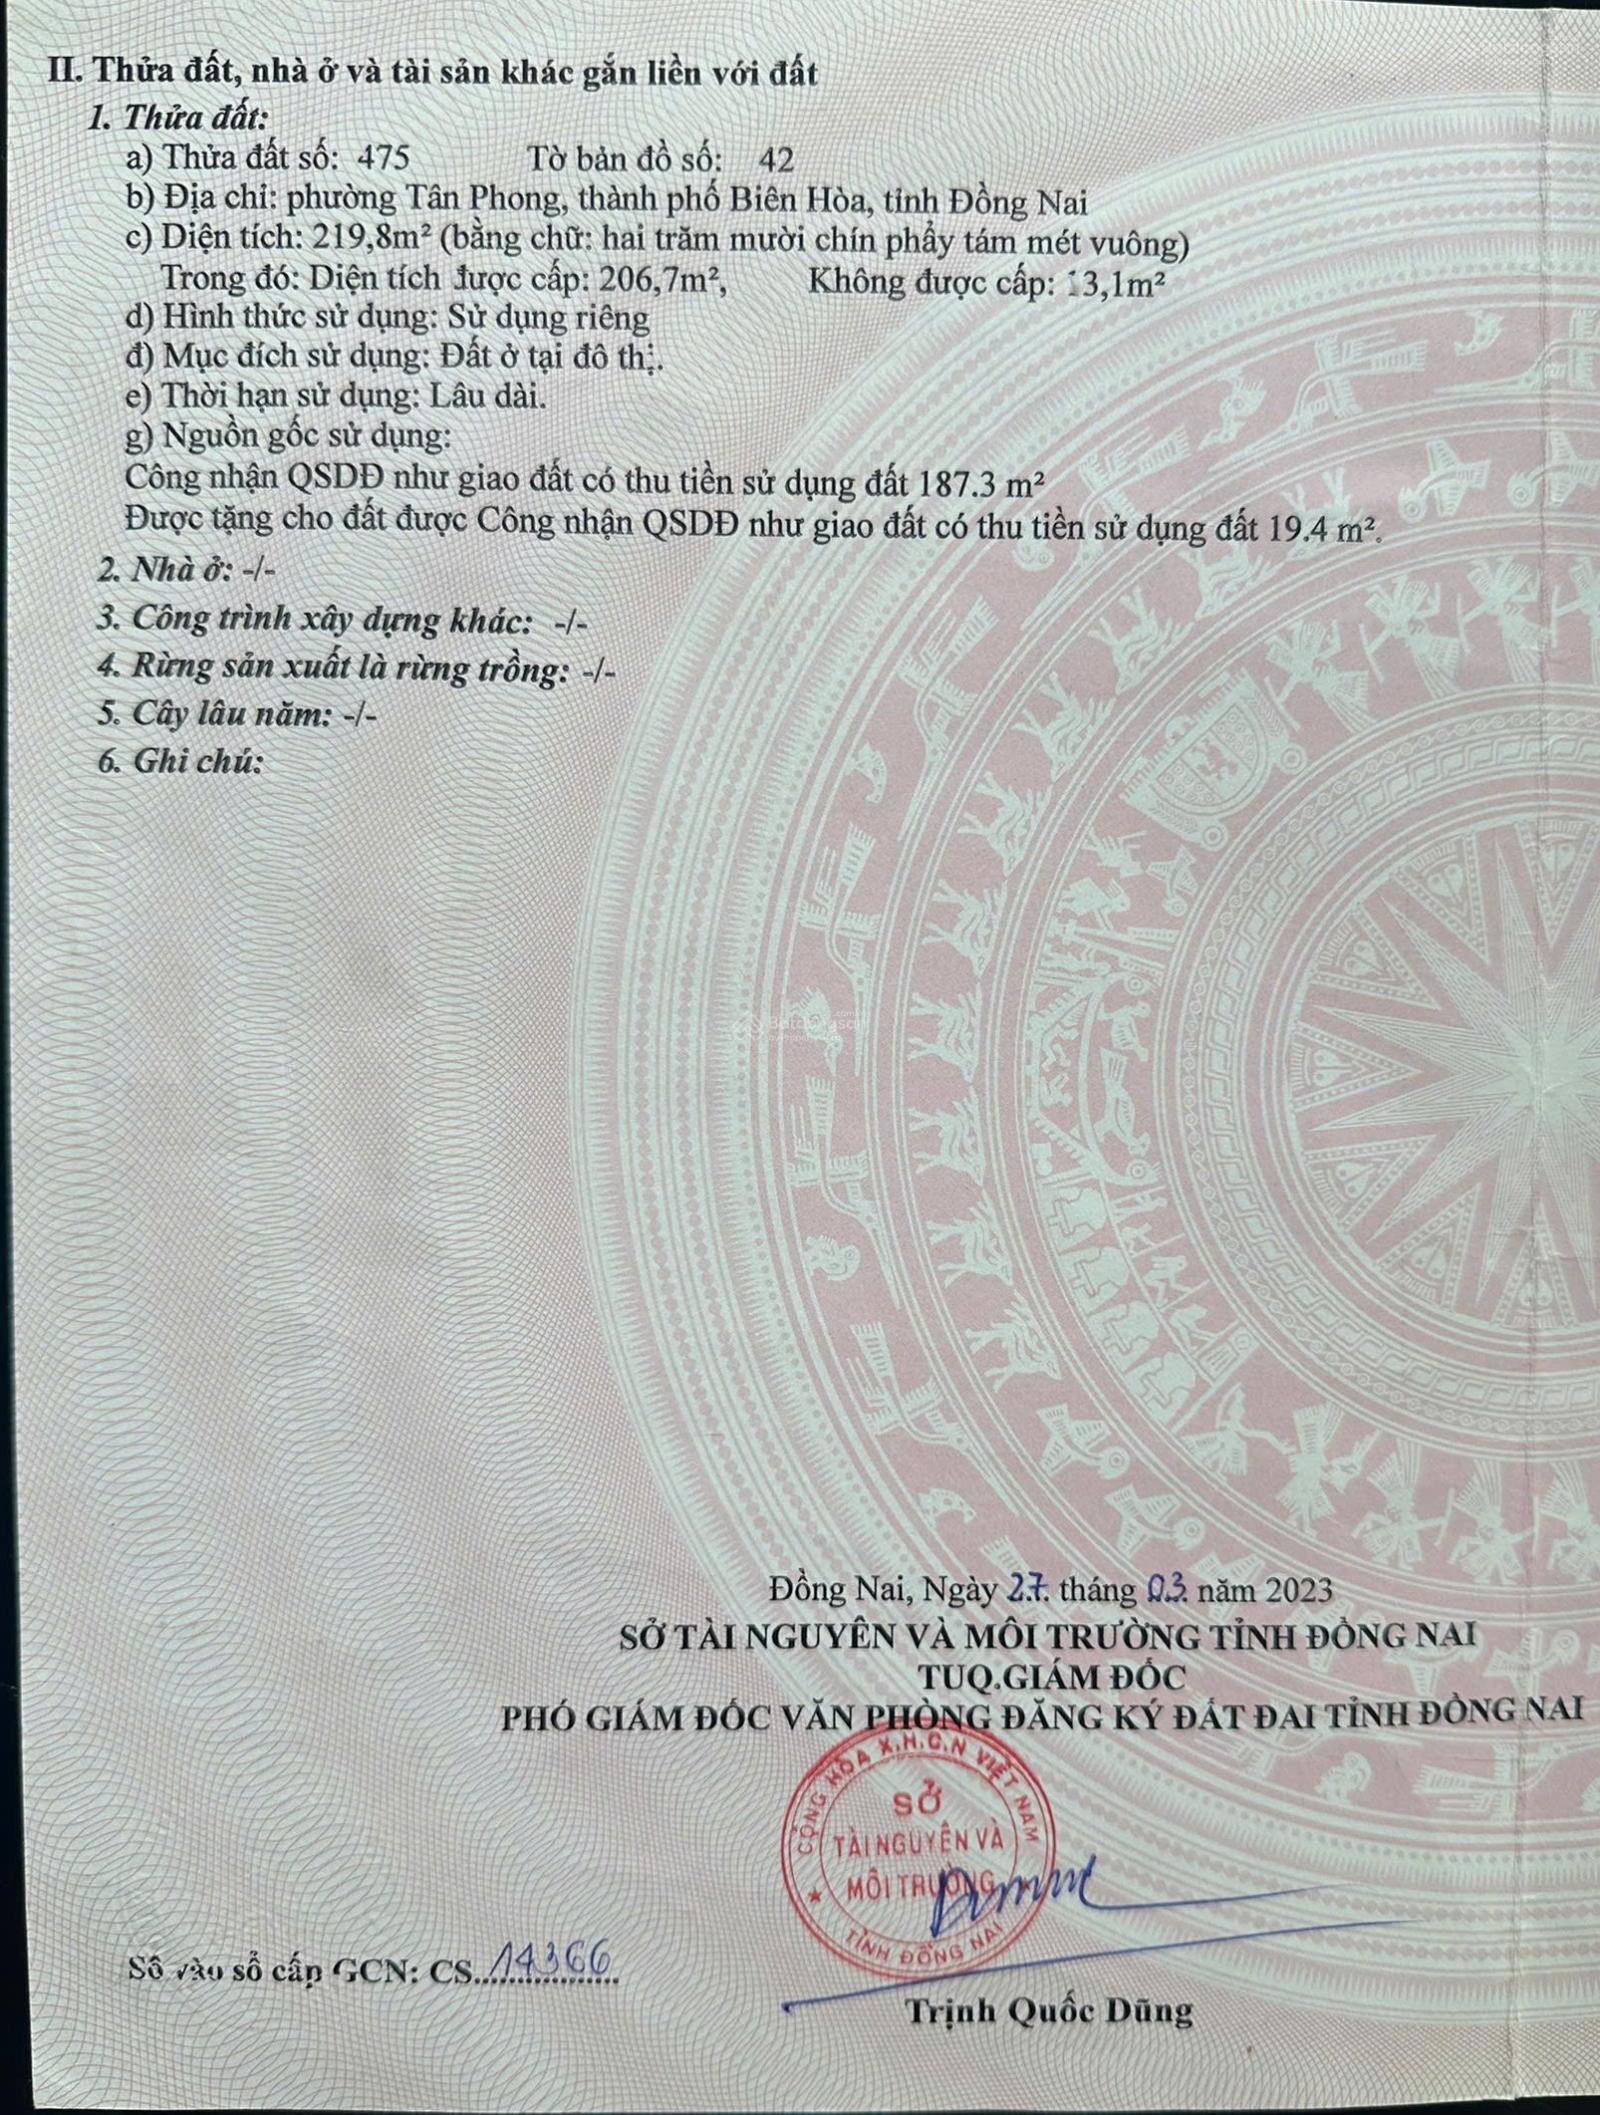 II. Thửa đất, nhà ở và tài sản khác gắn liền với đất
1. Thửa đất:
a) Thửa đất số: 475 Tờ bản đồ số: 42
b) Địa chỉ: phường Tân Phong, thành phố Biên Hòa, tỉnh Đồng Nai
c) Diện tích: 219,8m² (bằng chữ: hai trăm mười chín phẩy tám mét vuông)
Trong đó: Diện tích được cấp: 206,7m², Không được cấp: 13,1m²
d) Hình thức sử dụng: Sử dụng riêng
đ) Mục đích sử dụng: Đất ở tại đô thị.
e) Thời hạn sử dụng: Lâu dài.
g) Nguồn gốc sử dụng:
Công nhận QSDĐ như giao đất có thu tiền sử dụng đất 187.3 m²
Được tặng cho đất được Công nhận QSDĐ như giao đất có thu tiền sử dụng đất 19.4 m².
2. Nhà ở: -/-
3. Công trình xây dựng khác: -/-
4. Rừng sản xuất là rừng trồng: -/-
5. Cây lâu năm: -/-
6. Ghi chú:
Batdongsan
Đồng Nai, Ngày 27. tháng 03. năm 2023
SỞ TÀI NGUYÊN VÀ MÔI TRƯỜNG TỈNH ĐỒNG NAI
TUQ.GIÁM ĐỐC
PHÓ GIÁM ĐỐC VĂN PHÒNG ĐĂNG KÝ ĐẤT ĐAI TỈNH ĐỒNG NAI
CỘNG HÒA X.H.C.N VIỆT NAM
SỞ
TÀI NGUYÊN VÀ
MÔI TRƯỜNG
TỈNH ĐỒNG NAI
Số vào sổ cấp GCN: CS.14366
Trịnh Quốc Dũng